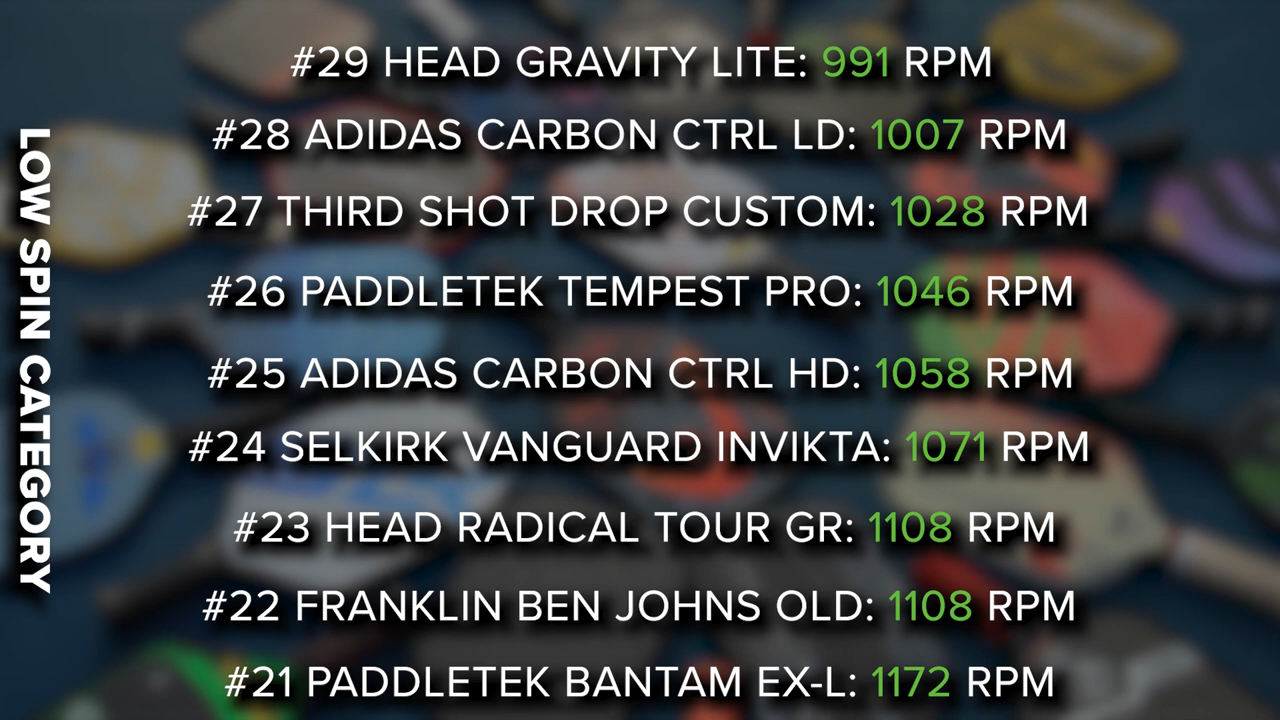 LOW SPIN CATEGORY
#29 HEAD GRAVITY LITE: 991 RPM
#28 ADIDAS CARBON CTRL LD: 1007 RPM
#27 THIRD SHOT DROP CUSTOM: 1028 RPM
#26 PADDLETEK TEMPEST PRO: 1046 RPM
#25 ADIDAS CARBON CTRL HD: 1058 RPM
#24 SELKIRK VANGUARD INVIKTA: 1071 RPM
#23 HEAD RADICAL TOUR GR: 1108 RPM
#22 FRANKLIN BEN JOHNS OLD: 1108 RPM
#21 PADDLETEK BANTAM EX-L: 1172 RPM